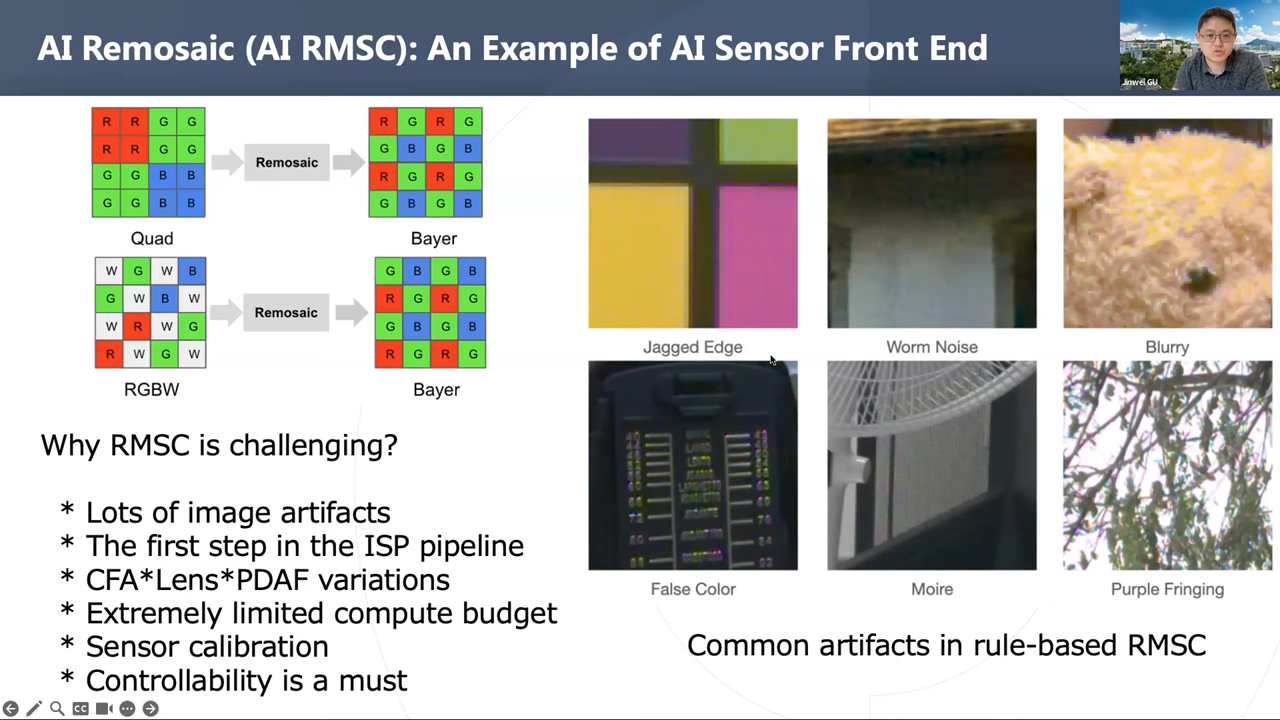 AI Remosaic (AI RMSC): An Example of AI Sensor Front End
Jinwei GU
R R G G
R R G G
G G B B
G G B B
Remosaic
R G R G
G B G B
R G R G
G B G B
Quad
Bayer
W G W B
G W B W
W R W G
R W G W
Remosaic
G B G B
R G R G
G B G B
R G R G
RGBW
Bayer
Why RMSC is challenging?
* Lots of image artifacts
* The first step in the ISP pipeline
* CFA*Lens*PDAF variations
* Extremely limited compute budget
* Sensor calibration
* Controllability is a must
Jagged Edge
Worm Noise
Blurry
False Color
Moire
Purple Fringing
Common artifacts in rule-based RMSC
CC